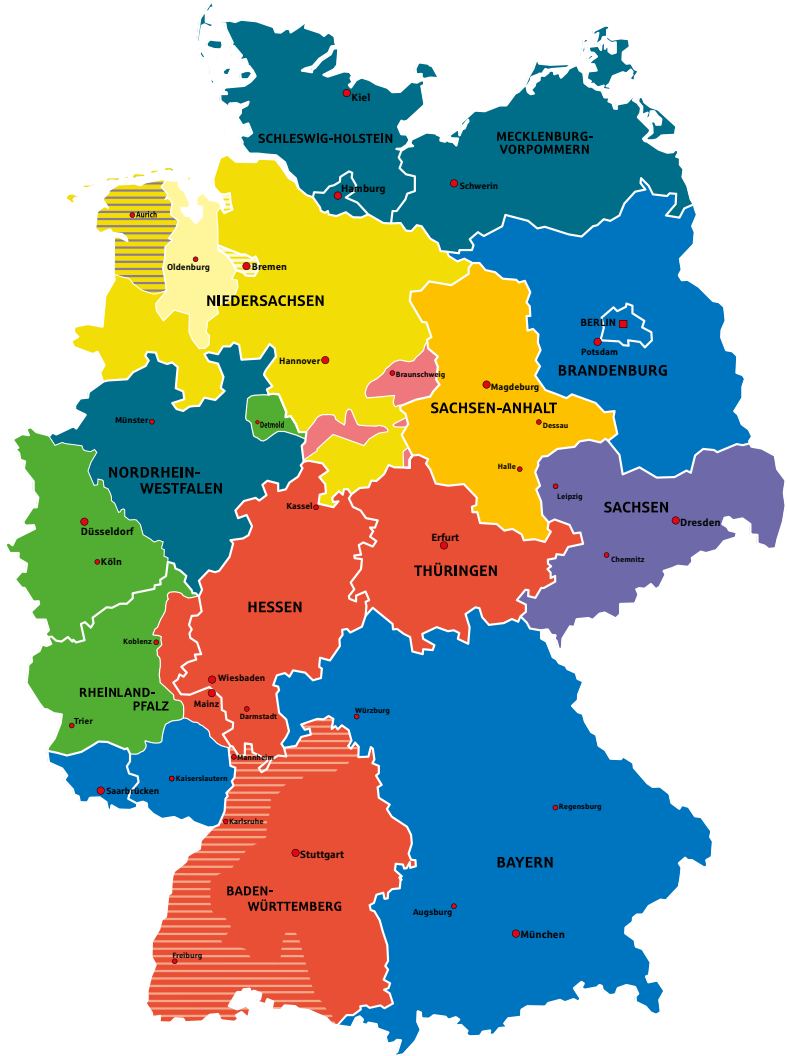 Kiel
SCHLESWIG-HOLSTEIN
MECKLENBURG-
VORPOMMERN
Hamburg
Schwerin
Aurich
Oldenburg
Bremen
NIEDERSACHSEN
BERLIN
Potsdam
BRANDENBURG
Hannover
Braunschweig
Magdeburg
SACHSEN-ANHALT
Dessau
Münster
Detmold
Halle
NORDRHEIN-
WESTFALEN
Leipzig
SACHSEN
Dresden
Kassel
Düsseldorf
Erfurt
Köln
Chemnitz
THÜRINGEN
HESSEN
Koblenz
Wiesbaden
RHEINLAND-
PFALZ
Mainz
Darmstadt
Würzburg
Trier
Mannheim
Kaiserslautern
Saarbrücken
Regensburg
Karlsruhe
Stuttgart
BAYERN
BADEN-
WÜRTTEMBERG
Augsburg
München
Freiburg